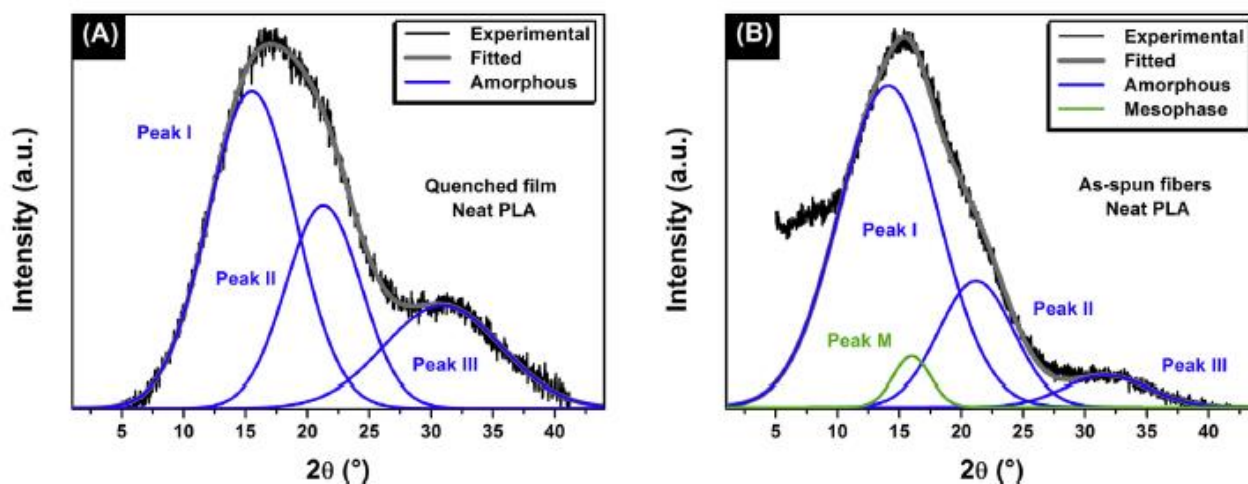 (A)
Experimental
Fitted
Amorphous
Peak I
Quenched film
Neat PLA
Peak II
Peak III
Intensity (a.u.)
5 10 15 20 25 30 35 40
2θ (°)
(B)
Experimental
Fitted
Amorphous
Mesophase
As-spun fibers
Neat PLA
Peak I
Peak II
Peak M
Peak III
Intensity (a.u.)
5 10 15 20 25 30 35 40
2θ (°)